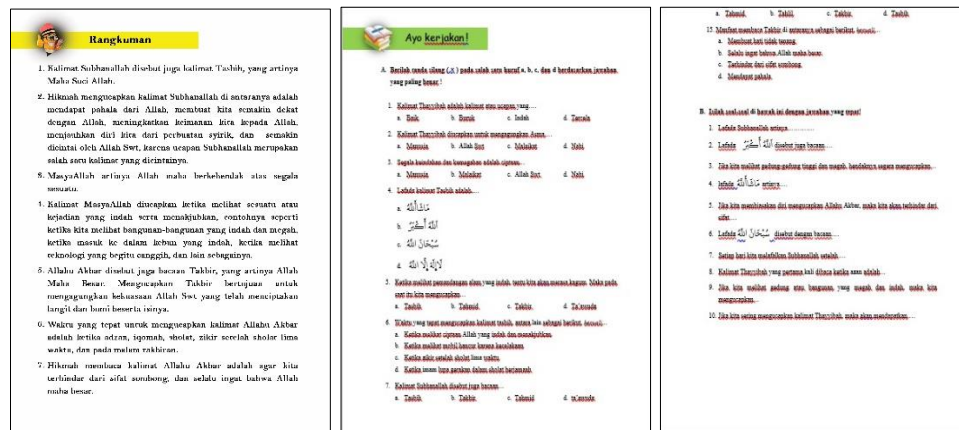 Rangkuman
1. Kalimat Subhanallah disebut juga kalimat Tasbih, yang artinya
Maha Suci Allah.
2. Hikmah mengucapkan kalimat Subhanallah di antaranya adalah
mendapat pahala dari Allah, membuat kita semakin dekat
dengan Allah, meningkatkan keimanan kita kepada Allah,
menjauhkan diri kita dari perbuatan syirik, dan semakin
dicintai oleh Allah Swt, karena ucapan Subhanallah merupakan
salah satu kalimat yang dicintainya.
3. MasyaAllah artinya Allah maha berkehendak atas segala
sesuatu.
4. Kalimat MasyaAllah diucapkan ketika melihat sesuatu atau
kejadian yang indah serta menakjubkan, contohnya seperti
ketika kita melihat bangunan-bangunan yang indah dan megah,
ketika masuk ke dalam kebun yang indah, ketika melihat
teknologi yang begitu canggih, dan lain sebagainya.
5. Allahu Akbar disebut juga bacaan Takbir, yang artinya Allah
Maha Besar. Mengucapkan Takbir bertujuan untuk
mengagungkan kekuasaan Allah Swt yang telah menciptakan
langit dan bumi beserta isinya.
6. Waktu yang tepat untuk mengucapkan kalimat Allahu Akbar
adalah ketika adzan, iqomah, sholat, zikir setelah sholat lima
waktu, dan pada malam takbiran.
7. Hikmah membaca kalimat Allahu Akbar adalah agar kita
terhindar dari sifat sombong, dan selalu ingat bahwa Allah
maha besar.
Ayo kerjakan!
A. Berilah tanda silang ( x ) pada salah satu huruf a, b, c, dan d berdasarkan jawaban
yang paling benar !
1. Kalimat Thayyibah adalah kalimat atau ucapan yang....
a. Baik b. Buruk c. Indah d. Tercela
2. Kalimat Thayyibah diucapkan untuk mengagungkan Asma....
a. Manusia b. Allah Swt c. Malaikat d. Nabi
3. Segala keindahan dan keanggunan adalah ciptaan....
a. Manusia b. Malaikat c. Allah Swt d. Nabi
4. Lafadz kalimat Tasbih adalah....
a. مَاشَاءَ اللّٰهُ
b. اَللّٰهُ أَكْبَرُ
c. سُبْحَانَ اللّٰهِ
d. لَا إِلٰهَ إِلَّا اللّٰهُ
5. Ketika melihat pemandangan alam yang indah, tentu kita akan merasa kagum. Maka pada
saat itu kita mengucapkan....
a. Tasbih b. Tahmid c. Takbir d. Ta'awudz
6. Waktu yang tepat mengucapkan kalimat tasbih, antara lain sebagai berikut, kecuali....
a. Ketika melihat ciptaan Allah yang indah dan menakjubkan
b. Ketika melihat mobil hancur karena kecelakaan
c. Ketika zikir setelah sholat lima waktu
d. Ketika imam lupa gerakan dalam sholat berjamaah
7. Kalimat Subhanallah disebut juga bacaan....
a. Tasbih b. Takbir c. Tahmid d. ta'awudz
a. Tahmid b. Tahlil c. Takbir d. Tasbih
15. Manfaat membaca Takbir di antaranya sebagai berikut, kecuali....
a. Membuat hati tidak tenang
b. Selalu ingat bahwa Allah maha besar
c. Terhindar dari sifat sombong
d. Mendapat pahala
B. Isilah soal-soal di bawah ini dengan jawaban yang tepat!
1. Lafadz Subhanallah artinya............
2. Lafadz اَللّٰهُ أَكْبَرُ disebut juga bacaan....
3. Jika kita melihat gedung-gedung tinggi dan megah, hendaknya segera mengucapkan....
4. lafadz مَاشَاءَ اللّٰهُ artinya....
5. Jika kita membiasakan diri mengucapkan Allahu Akbar, maka kita akan terhindar dari
sifat....
6. Lafadz سُبْحَانَ اللّٰهِ disebut dengan bacaan....
7. Setiap hari kita melafalkan Subhanallah setelah....
8. Kalimat Thayyibah yang pertama kali dibaca ketika azan adalah....
9. Jika kita melihat gedung atau bangunan yang megah dan indah, maka kita
mengucapkan....
10. Jika kita sering mengucapkan kalimat Thayyibah, maka akan mendapatkan....